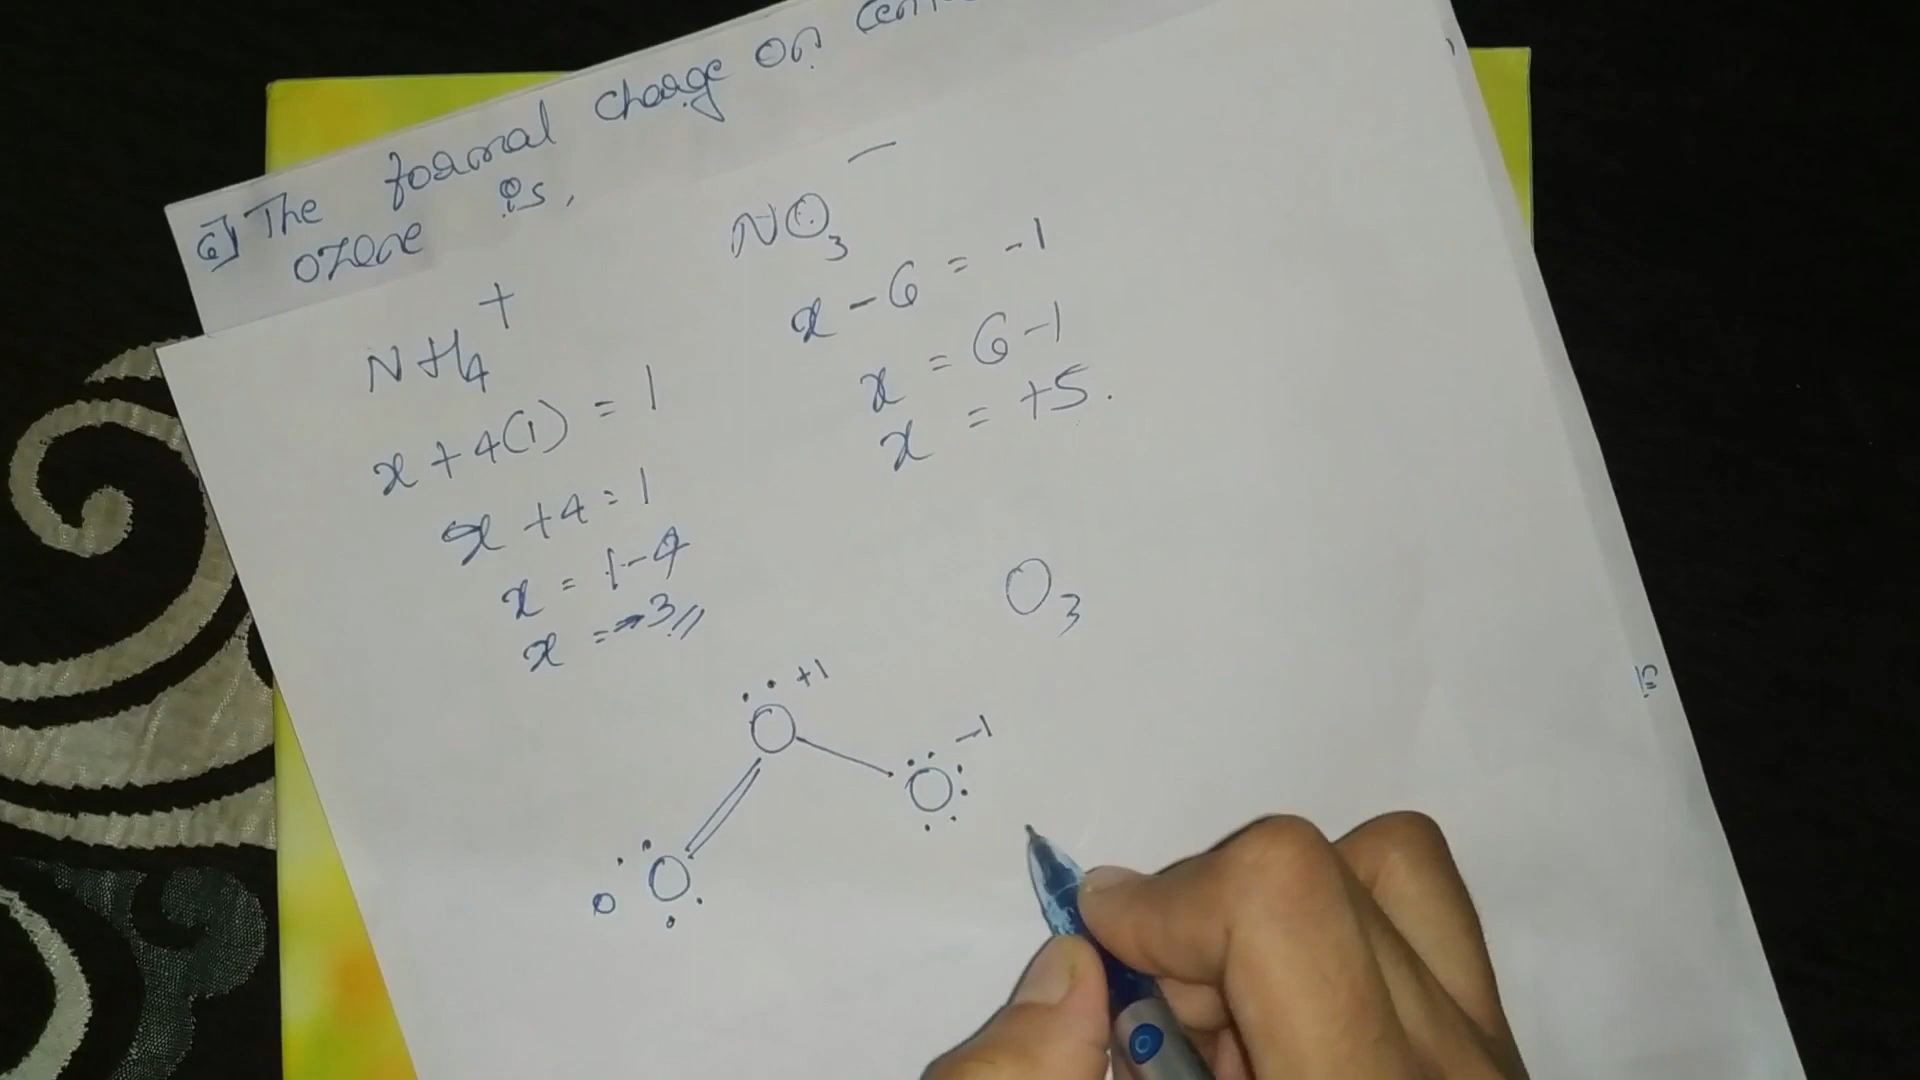 6] The formal charge on
ozone is,
NH4+
x + 4(1) = 1
x + 4 = 1
x = 1-4
x = -3//
NO3-
x - 6 = -1
x = 6-1
x = +5.
O3
O +1
O -1
O O